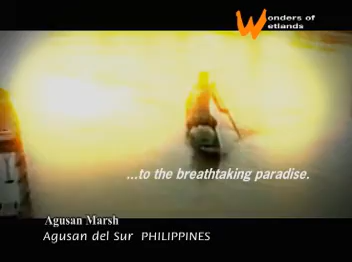 Wonders of
Wetlands
...to the breathtaking paradise.
Agusan Marsh
Agusan del Sur PHILIPPINES